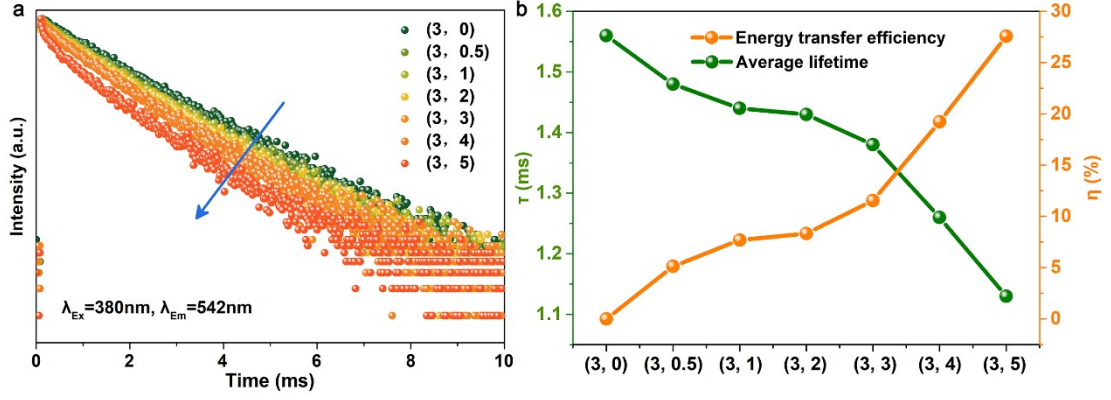 a
(3, 0)
(3, 0.5)
(3, 1)
(3, 2)
(3, 3)
(3, 4)
(3, 5)
Intensity (a.u.)
λEx=380nm, λEm=542nm
0 2 4 6 8 10
Time (ms)
b
Energy transfer efficiency
Average lifetime
1.6
1.5
1.4
1.3
1.2
1.1
τ (ms)
30
25
20
15
10
5
0
η (%)
(3, 0) (3, 0.5) (3, 1) (3, 2) (3, 3) (3, 4) (3, 5)